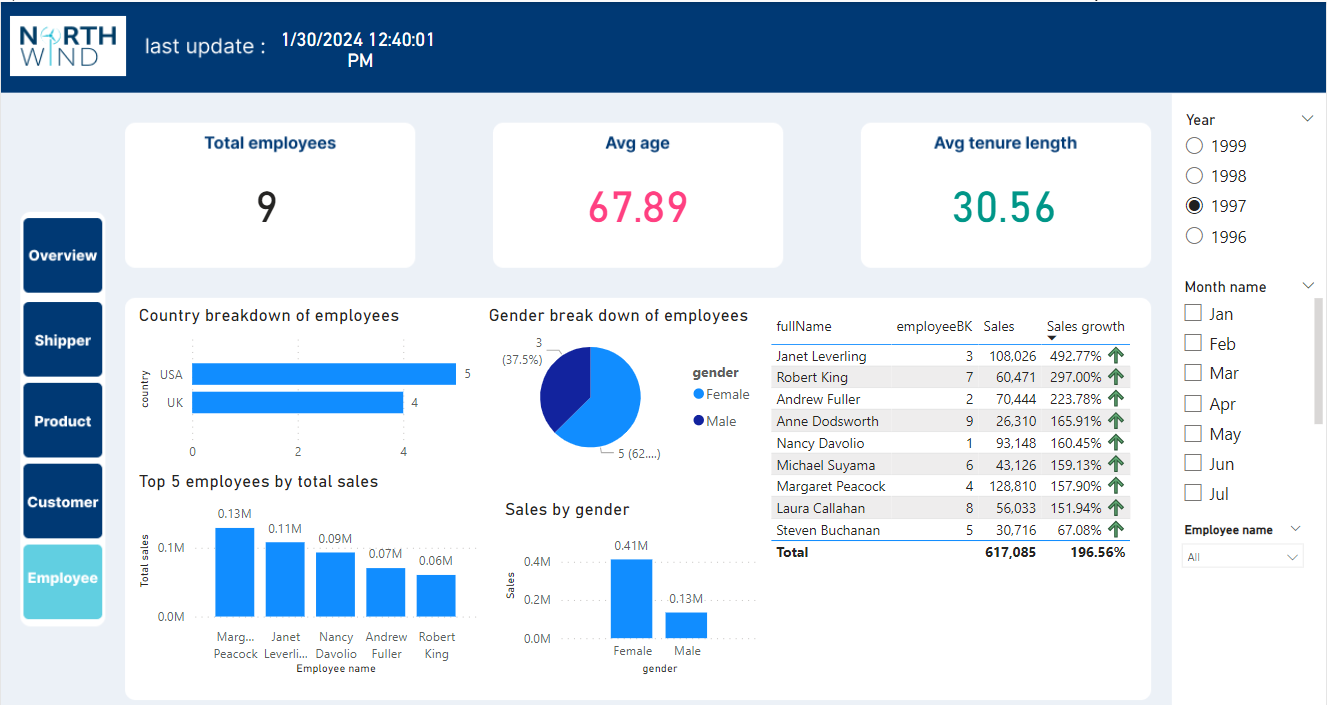 NORTH
WIND
last update :
1/30/2024 12:40:01
PM
Overview
Shipper
Product
Customer
Employee
Total employees
9
Avg age
67.89
Avg tenure length
30.56
Country breakdown of employees
country
USA
5
UK
4
0
2
4
Gender break down of employees
3
(37.5%)
5 (62....)
gender
Female
Male
Top 5 employees by total sales
Total sales
0.1M
0.0M
0.13M
0.11M
0.09M
0.07M
0.06M
Marg...
Peacock
Janet
Leverli...
Nancy
Davolio
Andrew
Fuller
Robert
King
Employee name
Sales by gender
Sales
0.4M
0.2M
0.0M
0.41M
0.13M
Female
Male
gender
fullName employeeBK Sales Sales growth
Janet Leverling 3 108,026 492.77%
Robert King 7 60,471 297.00%
Andrew Fuller 2 70,444 223.78%
Anne Dodsworth 9 26,310 165.91%
Nancy Davolio 1 93,148 160.45%
Michael Suyama 6 43,126 159.13%
Margaret Peacock 4 128,810 157.90%
Laura Callahan 8 56,033 151.94%
Steven Buchanan 5 30,716 67.08%
Total 617,085 196.56%
Year
1999
1998
1997
1996
Month name
Jan
Feb
Mar
Apr
May
Jun
Jul
Employee name
All